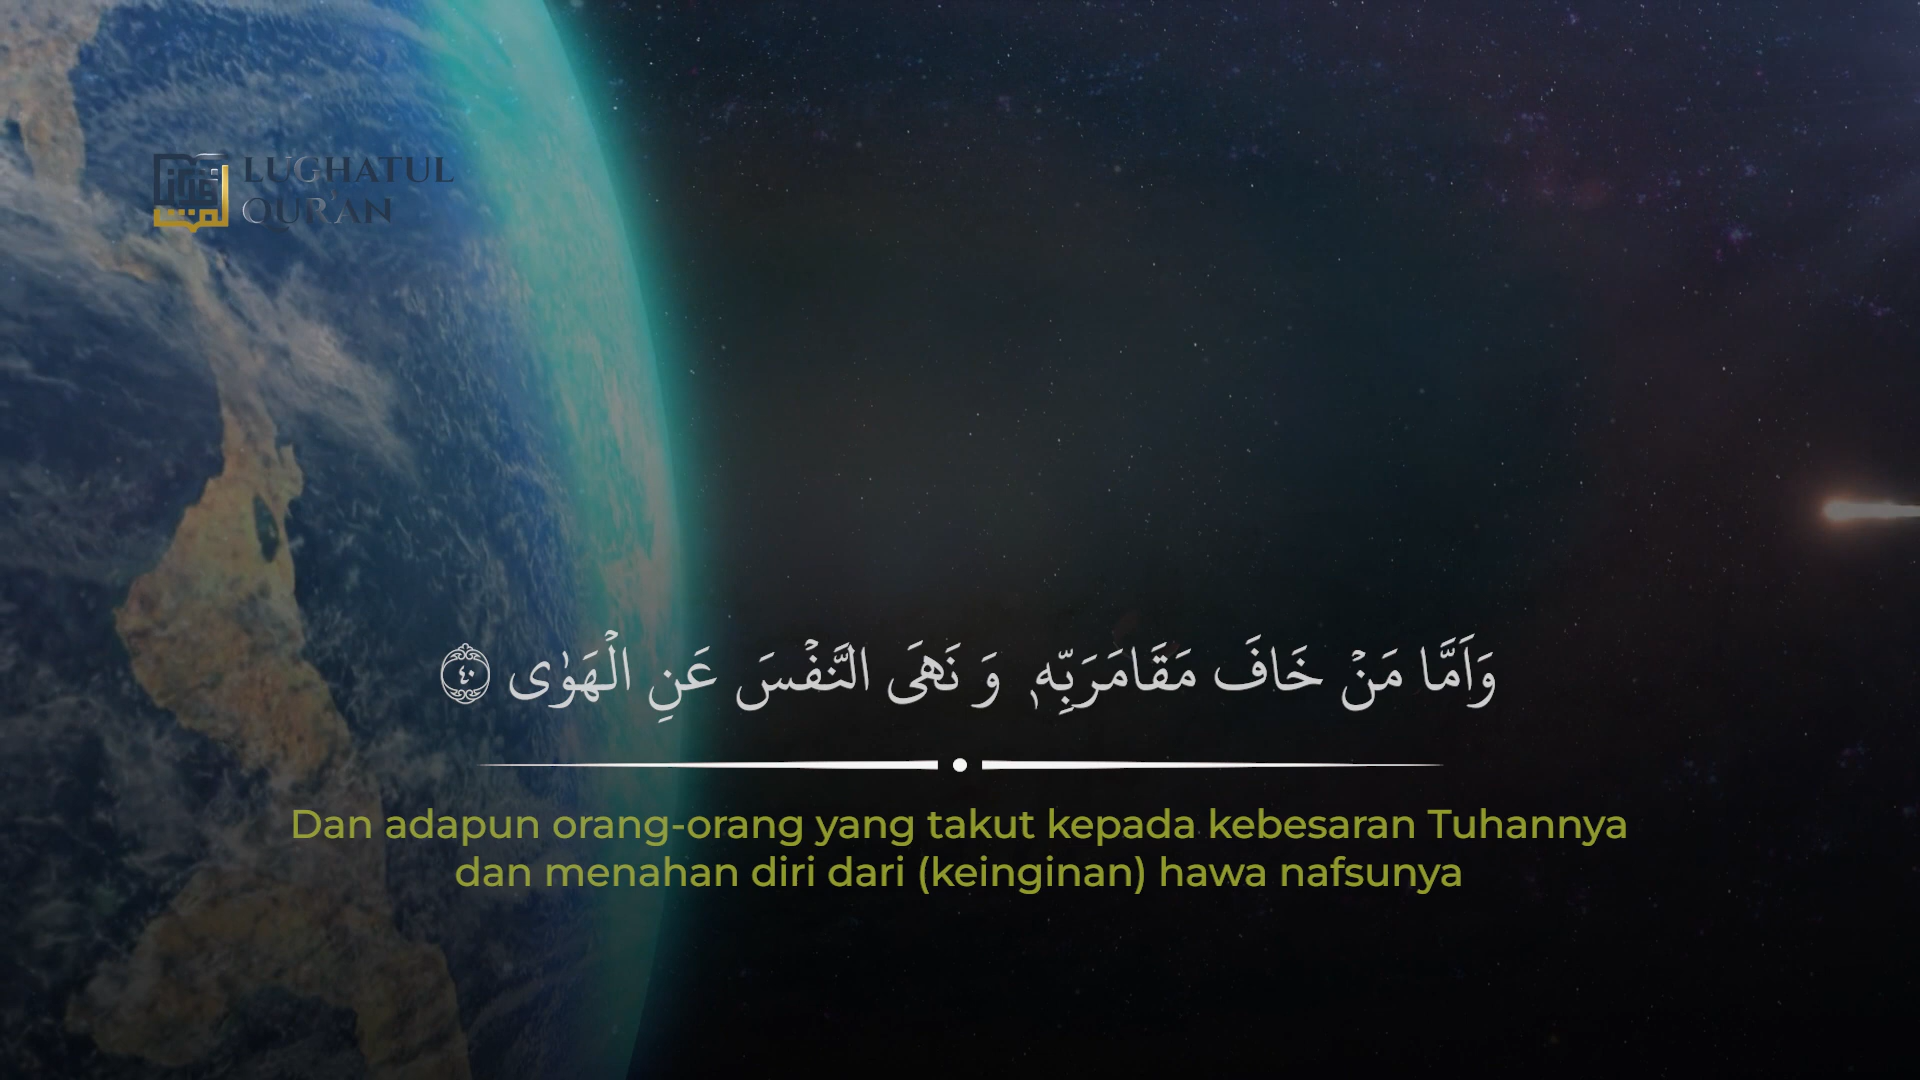 LUGHATUL
QUR'AN
وَاَمَّا مَنْ خَافَ مَقَامَرَبِّهٖ وَ نَهَى النَّفْسَ عَنِ الْهَوٰى ٤٠
Dan adapun orang-orang yang takut kepada kebesaran Tuhannya
dan menahan diri dari (keinginan) hawa nafsunya